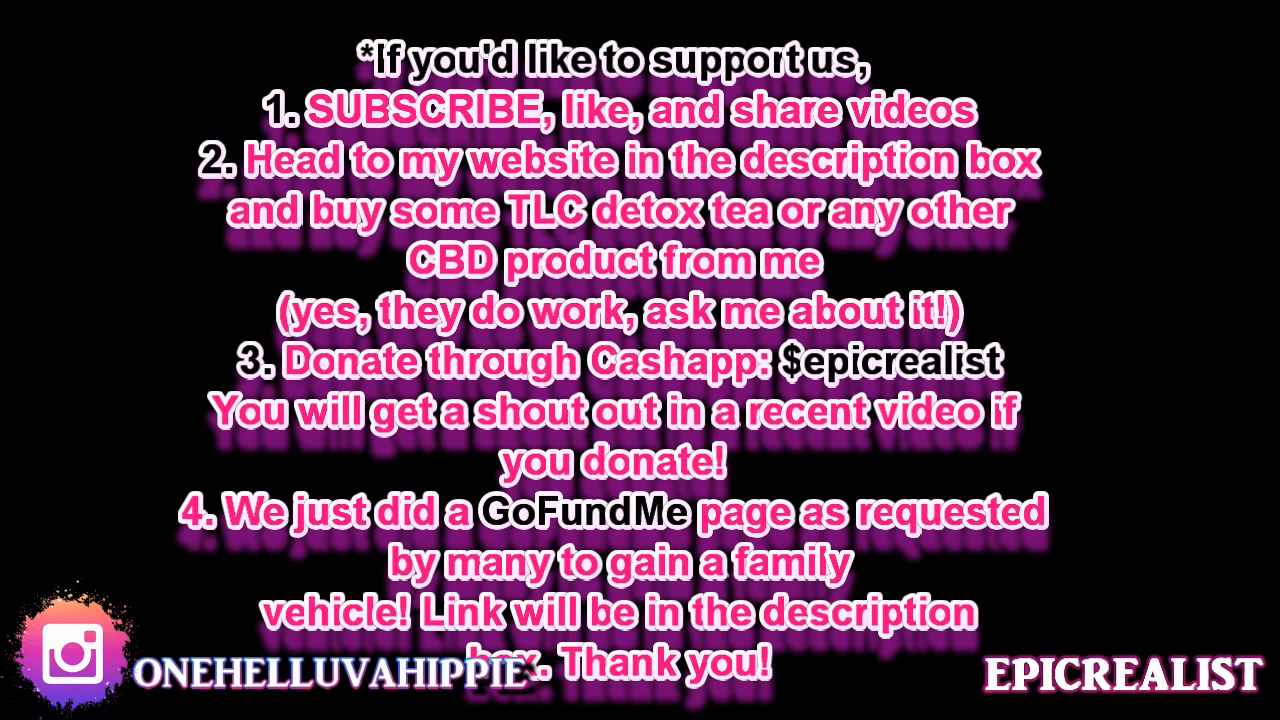 *If you'd like to support us,
1. SUBSCRIBE, like, and share videos
2. Head to my website in the description box
and buy some TLC detox tea or any other
CBD product from me
(yes, they do work, ask me about it!)
3. Donate through Cashapp: $epicrealist
You will get a shout out in a recent video if
you donate!
4. We just did a GoFundMe page as requested
by many to gain a family
vehicle! Link will be in the description
box. Thank you!
ONEHELLUVAHIPPIE
EPICREALIST